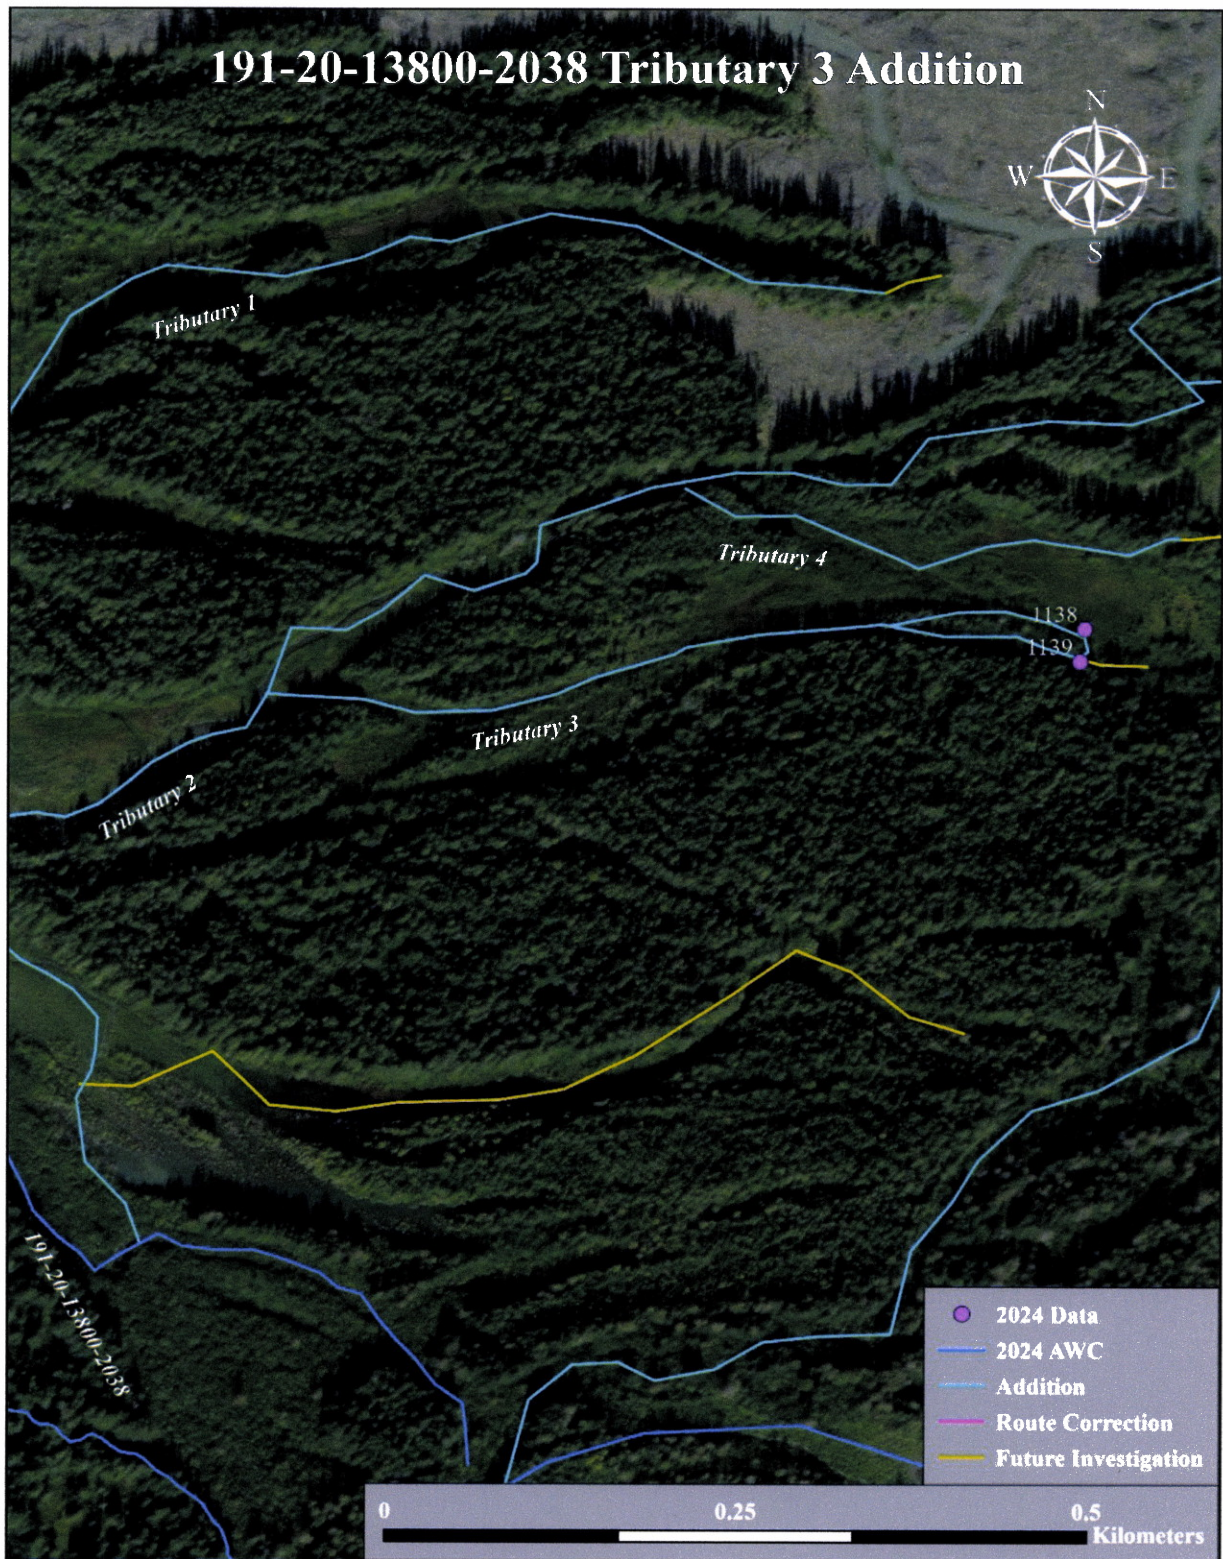 191-20-13800-2038 Tributary 3 Addition
N
W E
S
Tributary 1
Tributary 4
1138
1139
Tributary 3
Tributary 2
191-20-13800-2038
2024 Data
2024 AWC
Addition
Route Correction
Future Investigation
0 0.25 0.5
Kilometers